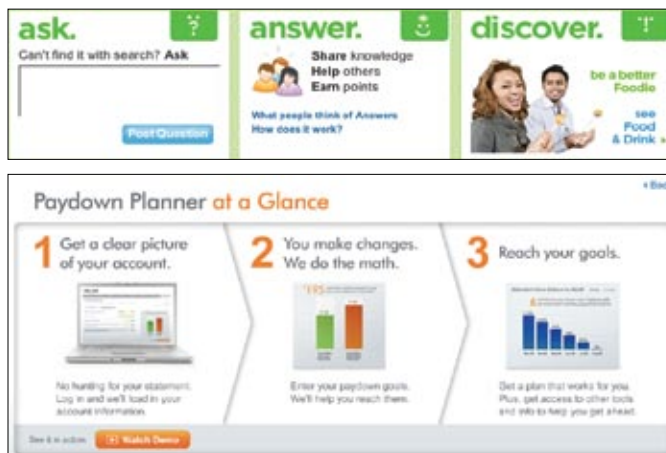 ask.
Can't find it with search? Ask
Post Question
answer.
Share knowledge
Help others
Earn points
What people think of Answers
How does it work?
discover.
be a better
Foodie
see
Food
& Drink
Paydown Planner at a Glance
1 Get a clear picture
of your account.
No hunting for your statement.
Log in and we'll load in your
account information.
2 You make changes.
We do the math.
Enter your paydown goals.
We'll help you reach them.
3 Reach your goals.
Get a plan that works for you.
Plus, get access to other tools
and info to help you get ahead.
See it in action
Watch Demo